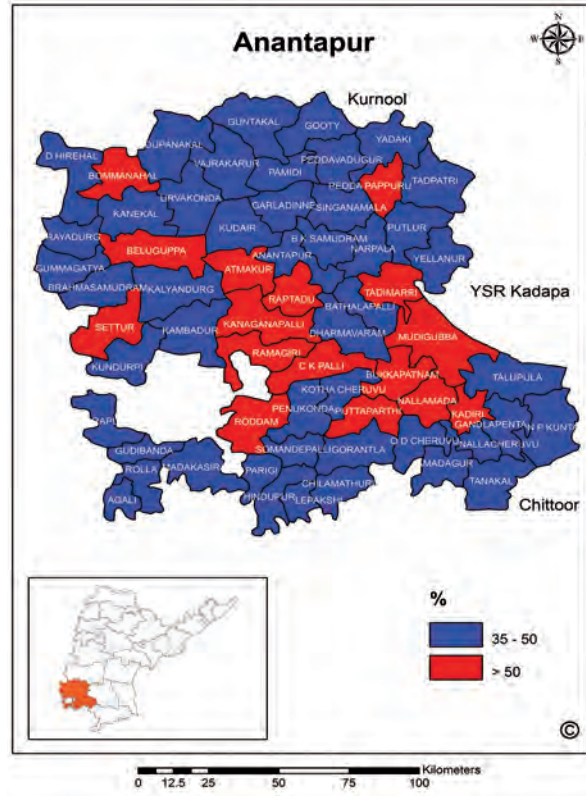 Anantapur
N
W E
S
Kurnool
GUNTAKAL
GOOTY
YADAKI
D HIREHAL
DUPANAKAL
VAJRAKARUR
PEDDAVADUGUR
BOMMANAHAL
PAMIDI
PEDDA PAPPURU
TADPATRI
URVAKONDA
GARLADINNE
SINGANAMALA
KANEKAL
KUDAIR
PUTLUR
RAYADURG
BELUGUPPA
B K SAMUDRAM
NARPALA
YELLANUR
ATMAKUR
ANANTAPUR
GUMMAGATYA
BRAHMASAMUDRAM
KALYANDURG
RAPTADU
TADIMARRI
YSR Kadapa
BATHALAPALLI
SETTUR
KAMBADUR
KANAGANAPALLI
DHARMAVARAM
MUDIGUBBA
RAMAGIRI
C K PALLI
KUNDURPI
BUKKAPATNAM
TALUPULA
KOTHA CHERUVU
NALLAMADA
RODDAM
PENUKONDA
PUTTAPARTHI
KADIRI
GANDLAPENTA
N P KUNTA
GUDIBANDA
SOMANDEPALLI
GORANTLA
O D CHERUVU
NALLACHERUVU
ROLLA
MADAKASIR
PARIGI
AMADAGUR
CHILAMATHUR
TANAKAL
AGALI
HINDUPUR
LEPAKSHI
Chittoor
%
35 - 50
> 50
©
Kilometers
0 12.5 25 50 75 100